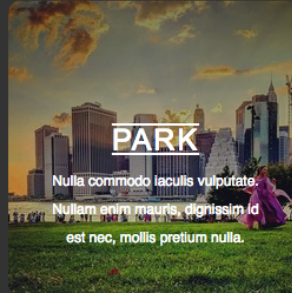 PARK
Nulla commodo iaculis vulputate.
Nullam enim mauris, dignissim id
est nec, mollis pretium nulla.